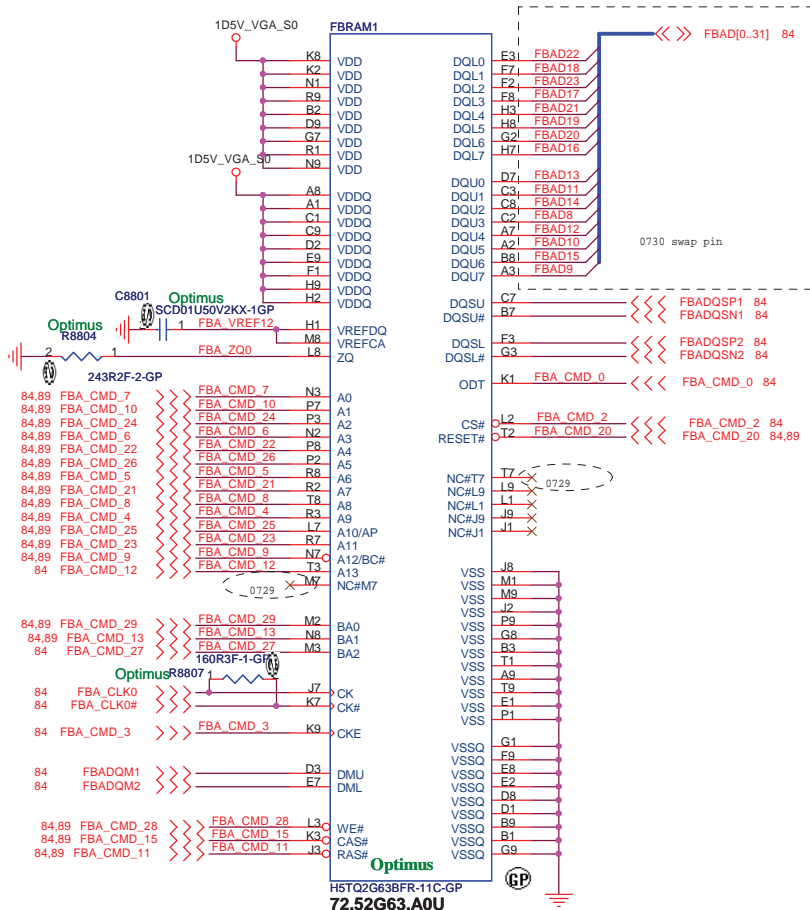 1D5V_VGA_S0
FBRAM1
K8 VDD
K2 VDD
N1 VDD
R9 VDD
B2 VDD
D9 VDD
G7 VDD
R1 VDD
N9 VDD
1D5V_VGA_S0
A8 VDDQ
A1 VDDQ
C1 VDDQ
C9 VDDQ
D2 VDDQ
E9 VDDQ
F1 VDDQ
H9 VDDQ
H2 VDDQ
C8801
Optimus
SCD01U50V2KX-1GP
1 FBA_VREF12 H1 VREFDQ
M8 VREFCA
Optimus
R8804
2 1 FBA_ZQ0 L8 ZQ
243R2F-2-GP
84,89 FBA_CMD_7 FBA_CMD_7 N3 A0
84,89 FBA_CMD_10 FBA_CMD_10 P7 A1
84,89 FBA_CMD_24 FBA_CMD_24 P3 A2
84,89 FBA_CMD_6 FBA_CMD_6 N2 A3
84,89 FBA_CMD_22 FBA_CMD_22 P8 A4
84,89 FBA_CMD_26 FBA_CMD_26 P2 A5
84,89 FBA_CMD_5 FBA_CMD_5 R8 A6
84,89 FBA_CMD_21 FBA_CMD_21 R2 A7
84,89 FBA_CMD_8 FBA_CMD_8 T8 A8
84,89 FBA_CMD_4 FBA_CMD_4 R3 A9
84,89 FBA_CMD_25 FBA_CMD_25 L7 A10/AP
84,89 FBA_CMD_23 FBA_CMD_23 R7 A11
84,89 FBA_CMD_9 FBA_CMD_9 N7 A12/BC#
84 FBA_CMD_12 FBA_CMD_12 T3 A13
0729 M7 NC#M7
84,89 FBA_CMD_29 FBA_CMD_29 M2 BA0
84,89 FBA_CMD_13 FBA_CMD_13 N8 BA1
84 FBA_CMD_27 FBA_CMD_27 M3 BA2
160R3F-1-GP
Optimus R8807 1 2
84 FBA_CLK0 J7 CK
84 FBA_CLK0# K7 CK#
84 FBA_CMD_3 FBA_CMD_3 K9 CKE
84 FBADQM1 D3 DMU
84 FBADQM2 E7 DML
84,89 FBA_CMD_28 FBA_CMD_28 L3 WE#
84,89 FBA_CMD_15 FBA_CMD_15 K3 CAS#
84,89 FBA_CMD_11 FBA_CMD_11 J3 RAS#
Optimus
H5TQ2G63BFR-11C-GP
72.52G63.A0U
FBAD[0..31] 84
DQL0 E3 FBAD22
DQL1 F7 FBAD18
DQL2 F2 FBAD23
DQL3 F8 FBAD17
DQL4 H3 FBAD21
DQL5 H8 FBAD19
DQL6 G2 FBAD20
DQL7 H7 FBAD16
DQU0 D7 FBAD13
DQU1 C3 FBAD11
DQU2 C8 FBAD14
DQU3 C2 FBAD8
DQU4 A7 FBAD12
DQU5 A2 FBAD10
DQU6 B8 FBAD15
DQU7 A3 FBAD9
0730 swap pin
DQSU C7 FBADQSP1 84
DQSU# B7 FBADQSN1 84
DQSL F3 FBADQSP2 84
DQSL# G3 FBADQSN2 84
ODT K1 FBA_CMD_0 FBA_CMD_0 84
CS# L2 FBA_CMD_2 FBA_CMD_2 84
RESET# T2 FBA_CMD_20 FBA_CMD_20 84,89
NC#T7 T7 0729
NC#L9 L9
NC#L1 L1
NC#J9 J9
NC#J1 J1
VSS J8
VSS M1
VSS M9
VSS J2
VSS P9
VSS G8
VSS B3
VSS T1
VSS A9
VSS T9
VSS E1
VSS P1
VSSQ G1
VSSQ F9
VSSQ E8
VSSQ E2
VSSQ D8
VSSQ D1
VSSQ B9
VSSQ B1
VSSQ G9
GP